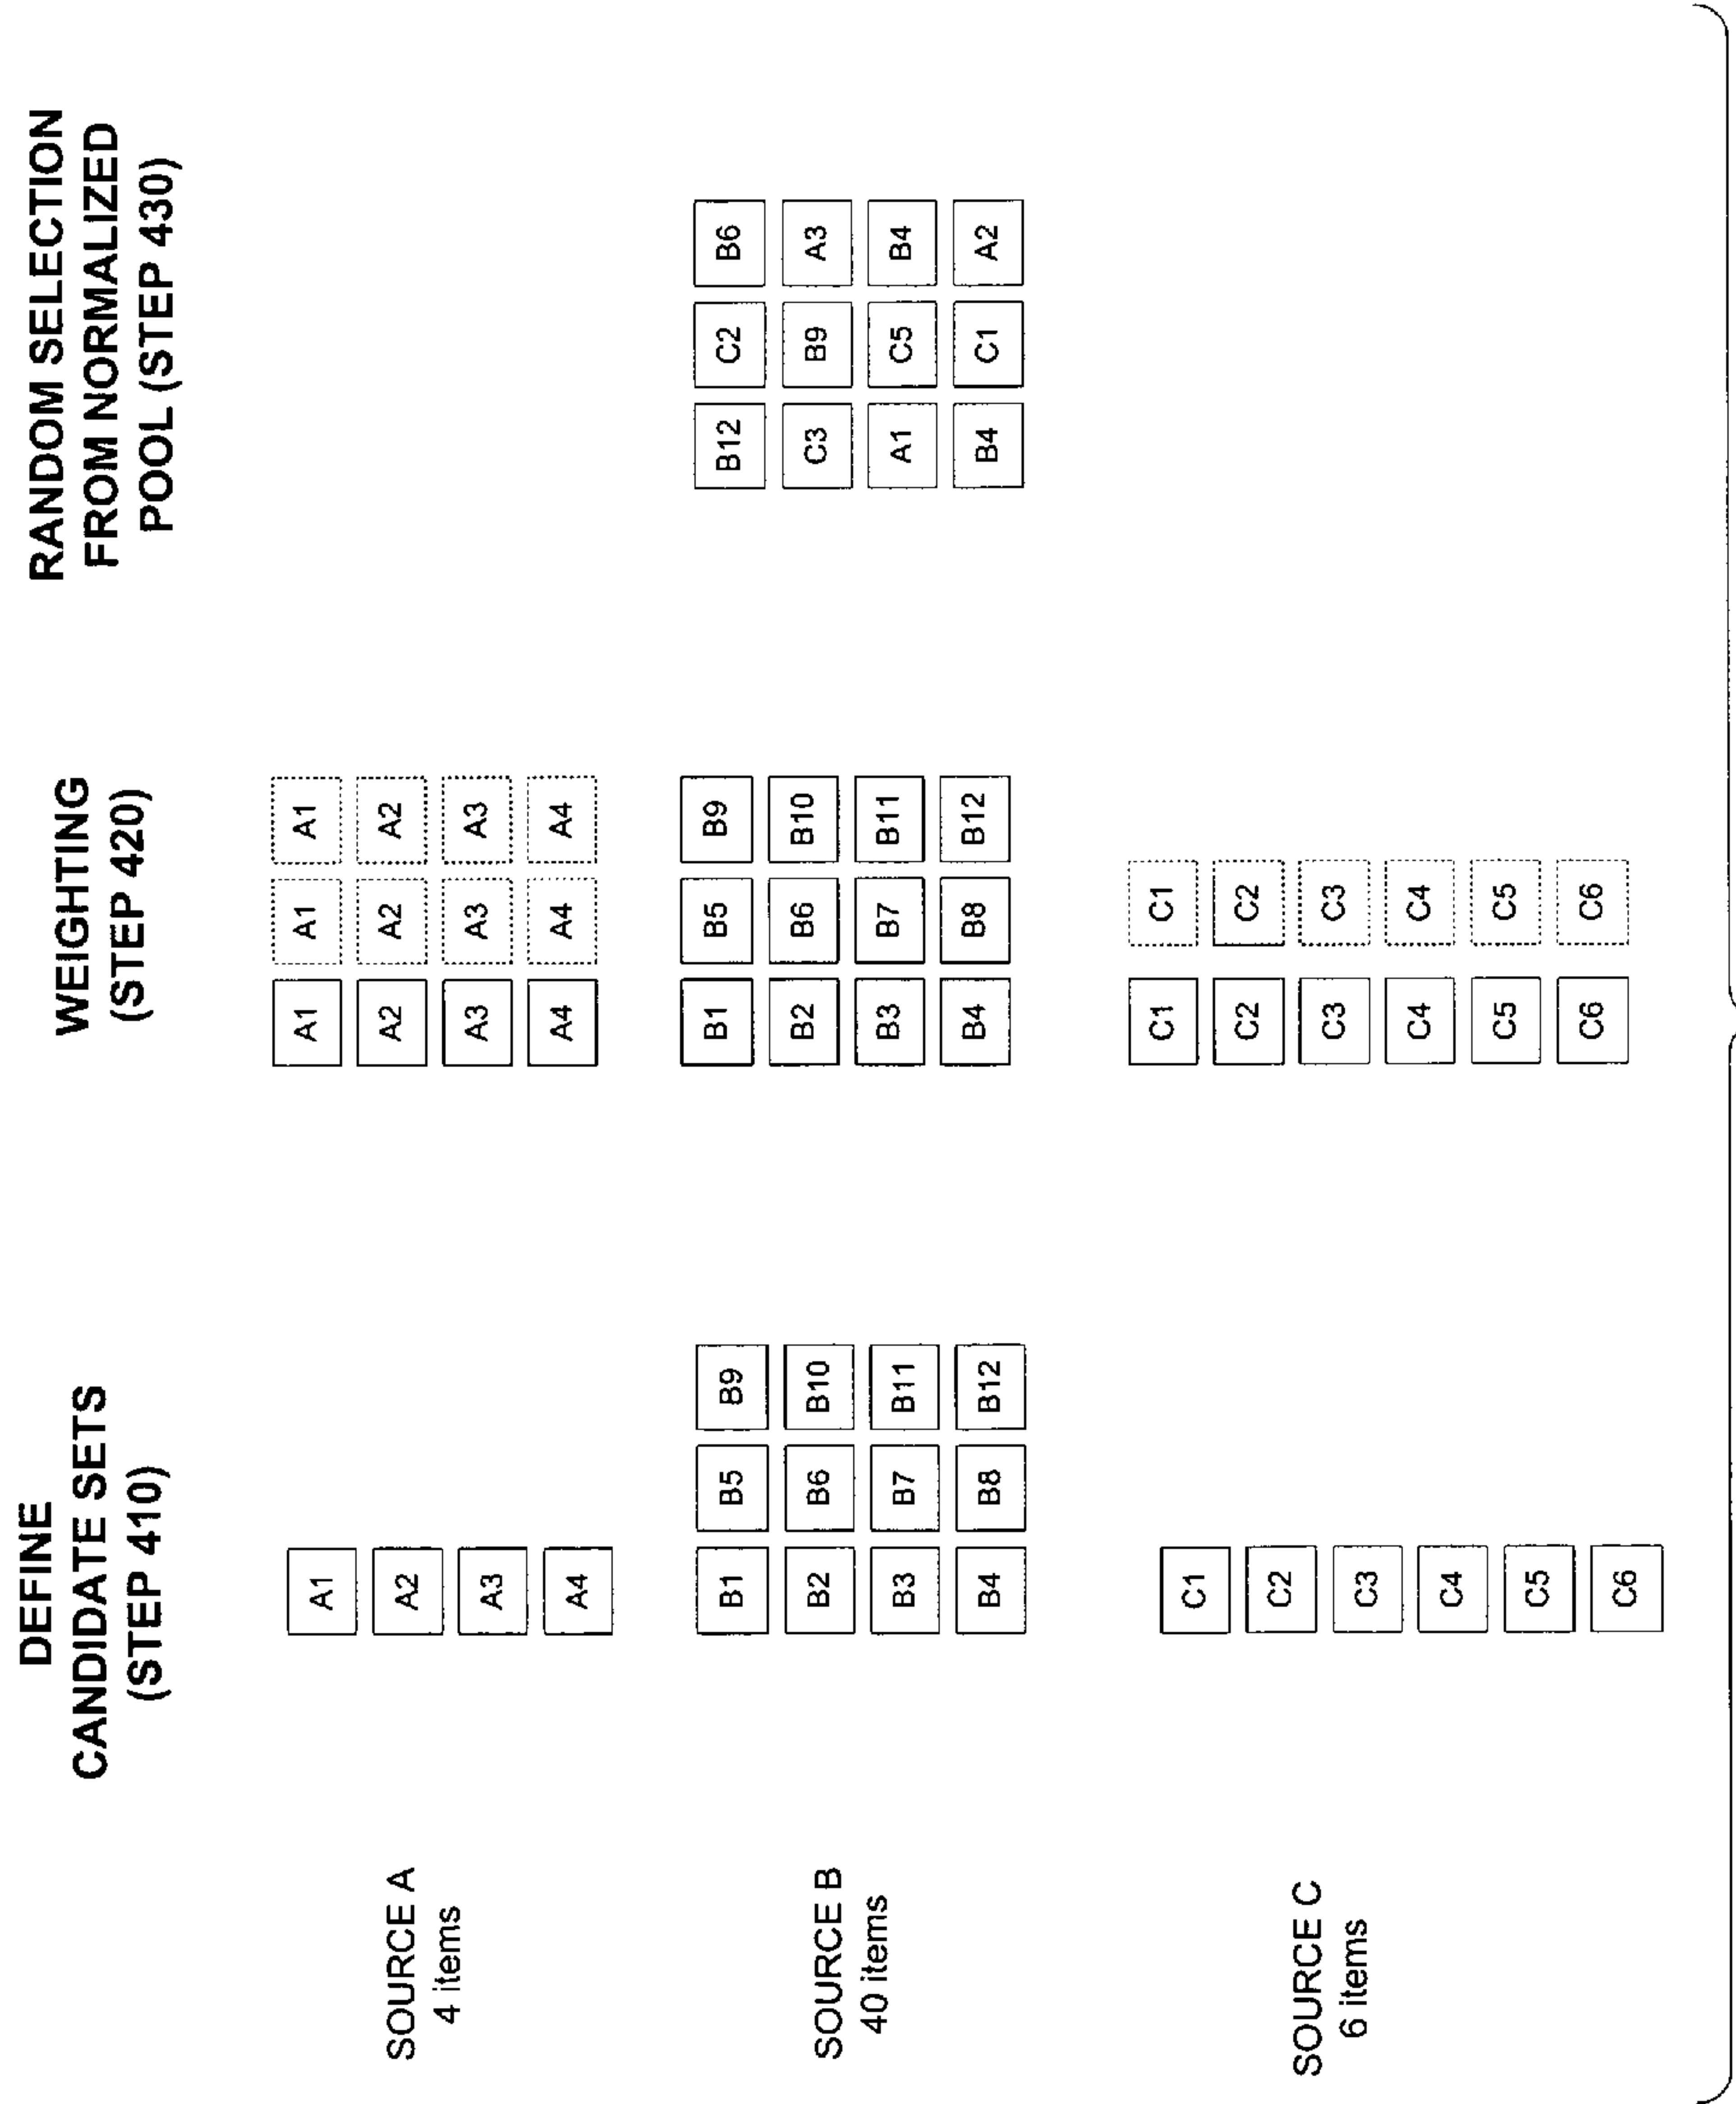 DEFINE
CANDIDATE SETS
(STEP 410)
WEIGHTING
(STEP 420)
RANDOM SELECTION
FROM NORMALIZED
POOL (STEP 430)
SOURCE A
4 items
A1
A2
A3
A4
A1 A1 A1
A2 A2 A2
A3 A3 A3
A4 A4 A4
SOURCE B
40 items
B1 B5 B9
B2 B6 B10
B3 B7 B11
B4 B8 B12
B1 B5 B9
B2 B6 B10
B3 B7 B11
B4 B8 B12
B12 C2 B6
C3 B9 A3
A1 C5 B4
B4 C1 A2
SOURCE C
6 items
C1
C2
C3
C4
C5
C6
C1 C1
C2 C2
C3 C3
C4 C4
C5 C5
C6 C6